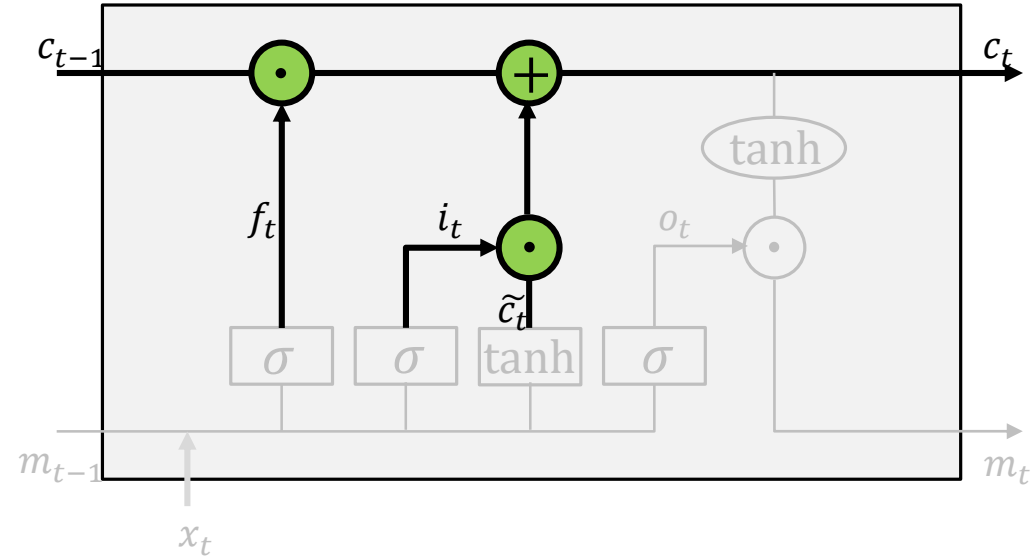 c_{t−1} c_t
⊙ +
tanh
f_t i_t o_t
⊙ ⊙
c̃_t
σ σ tanh σ
m_{t−1} m_t
x_t